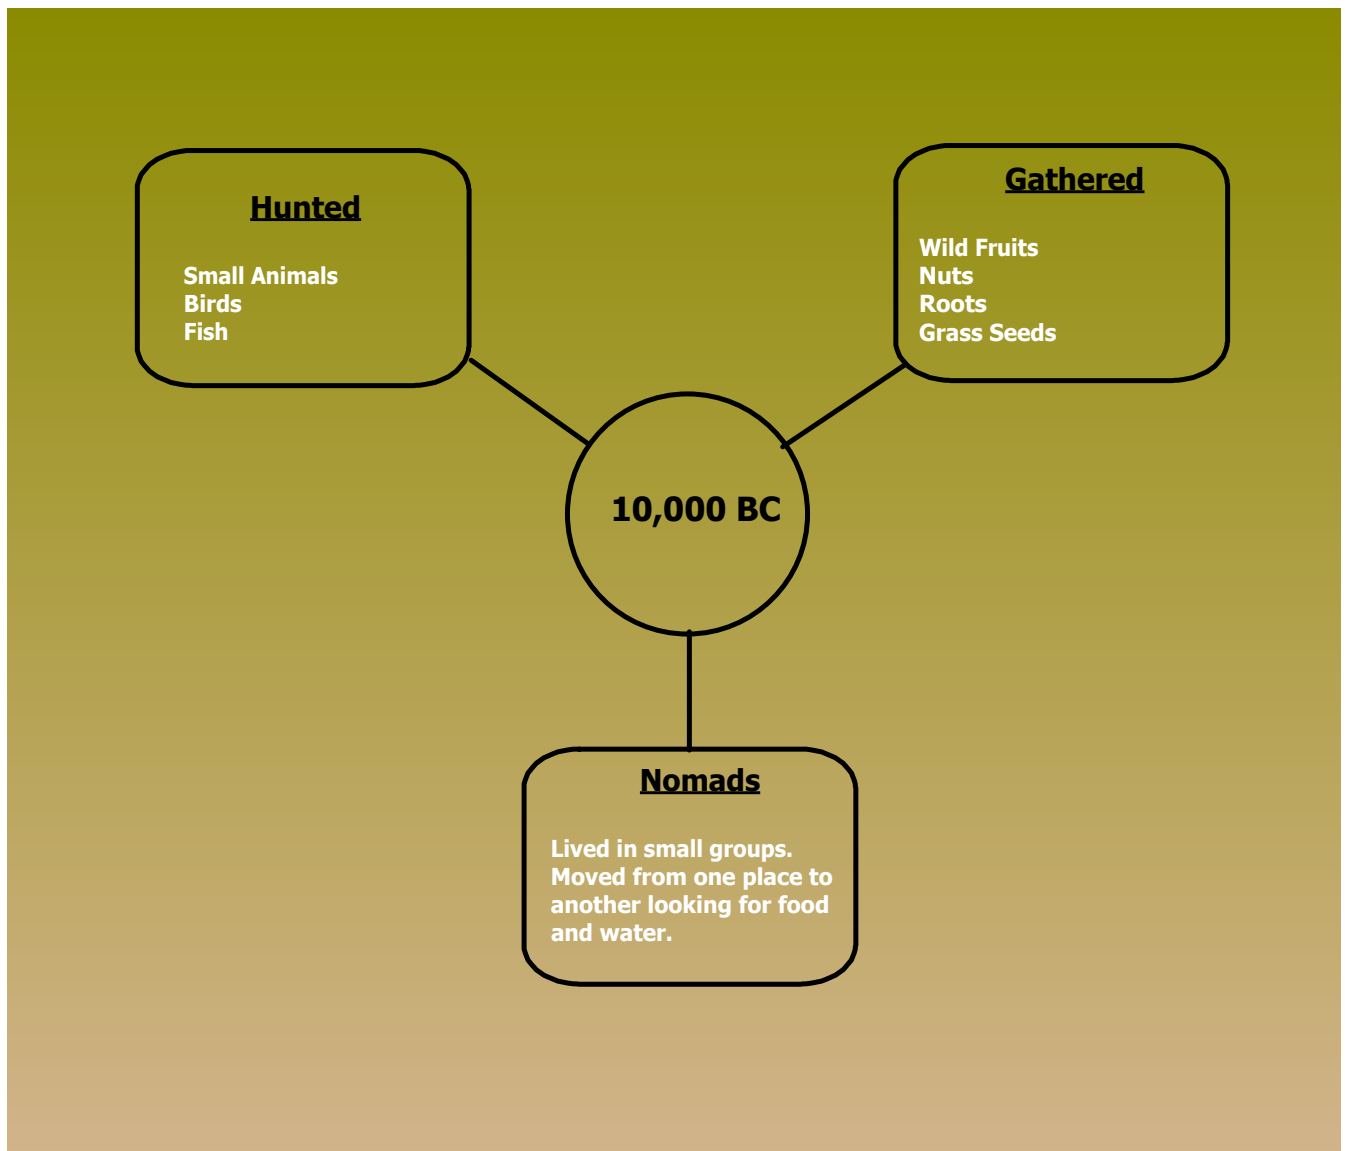 Hunted
Small Animals
Birds
Fish
Gathered
Wild Fruits
Nuts
Roots
Grass Seeds
10,000 BC
Nomads
Lived in small groups.
Moved from one place to
another looking for food
and water.